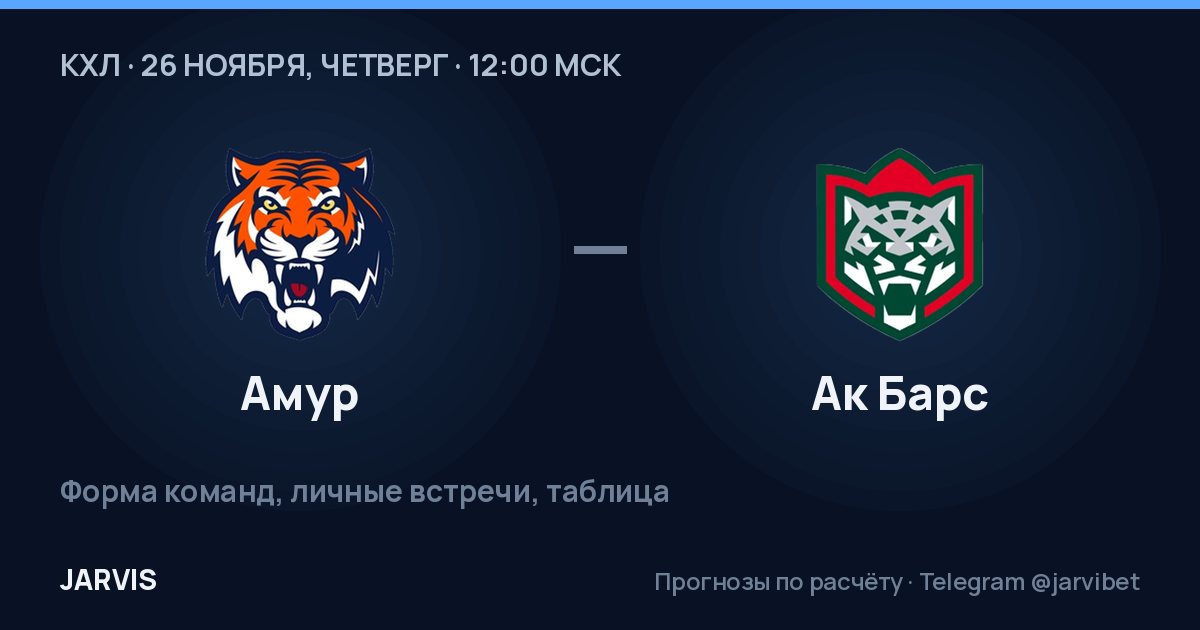 КХЛ · 26 НОЯБРЯ, ЧЕТВЕРГ · 12:00 МСК
—
Амур
Ак Барс
Форма команд, личные встречи, таблица
JARVIS
Прогнозы по расчёту · Telegram @jarvibet